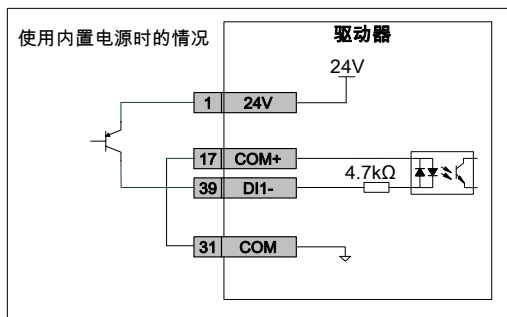 使用内置电源时的情况
驱动器
24V
1 24V
17 COM+
4.7kΩ
39 DI1-
31 COM